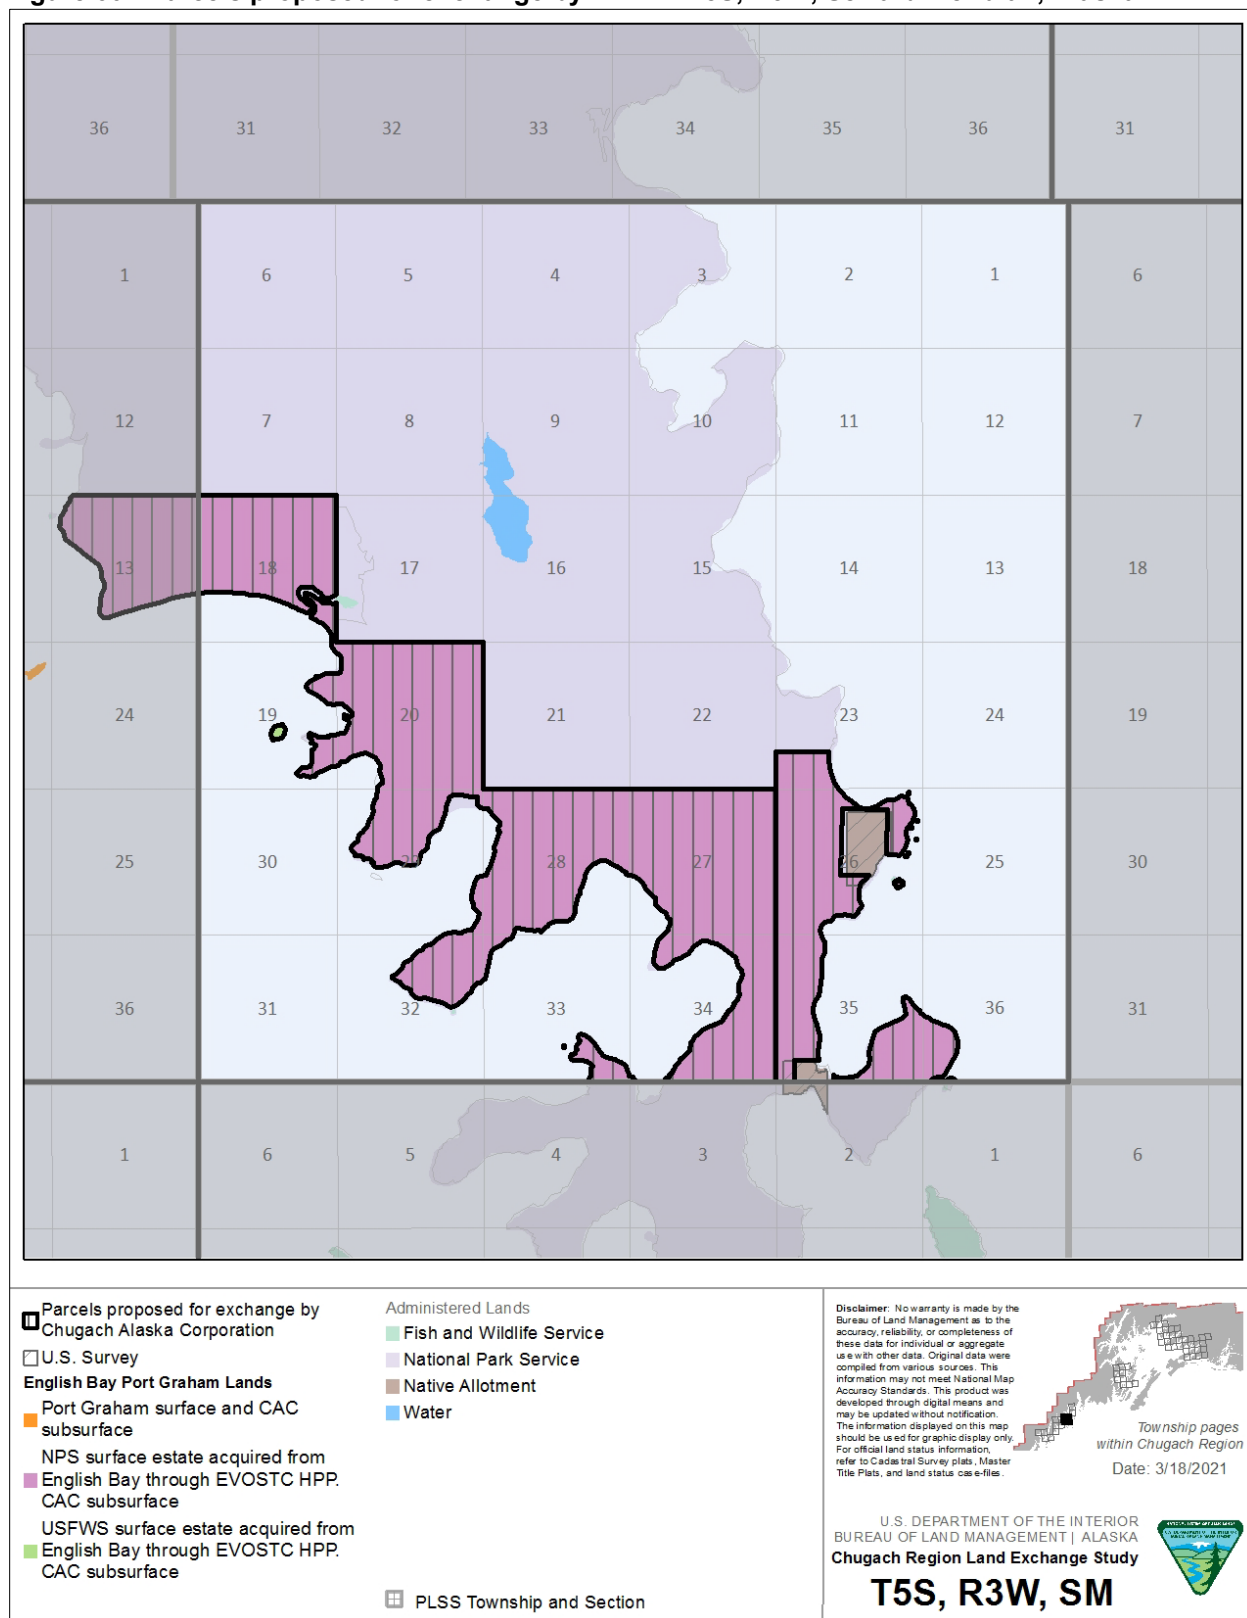 36 31 32 33 34 35 36 31
1 6 5 4 3 2 1 6
12 7 8 9 10 11 12 7
13 18 17 16 15 14 13 18
24 19 20 21 22 23 24 19
25 30 29 28 27 26 25 30
36 31 32 33 34 35 36 31
1 6 5 4 3 2 1 6
Parcels proposed for exchange by
Chugach Alaska Corporation
U.S. Survey
English Bay Port Graham Lands
Port Graham surface and CAC
subsurface
NPS surface estate acquired from
English Bay through EVOSTC HPP.
CAC subsurface
USFWS surface estate acquired from
English Bay through EVOSTC HPP.
CAC subsurface
Administered Lands
Fish and Wildlife Service
National Park Service
Native Allotment
Water
PLSS Township and Section
Disclaimer: No warranty is made by the
Bureau of Land Management as to the
accuracy, reliability, or completeness of
these data for individual or aggregate
use with other data. Original data were
compiled from various sources. This
information may not meet National Map
Accuracy Standards. This product was
developed through digital means and
may be updated without notification.
The information displayed on this map
should be used for graphic display only.
For official land status information,
refer to Cadastral Survey plats, Master
Title Plats, and land status case-files.
Township pages
within Chugach Region
Date: 3/18/2021
U.S. DEPARTMENT OF THE INTERIOR
BUREAU OF LAND MANAGEMENT | ALASKA
Chugach Region Land Exchange Study
T5S, R3W, SM